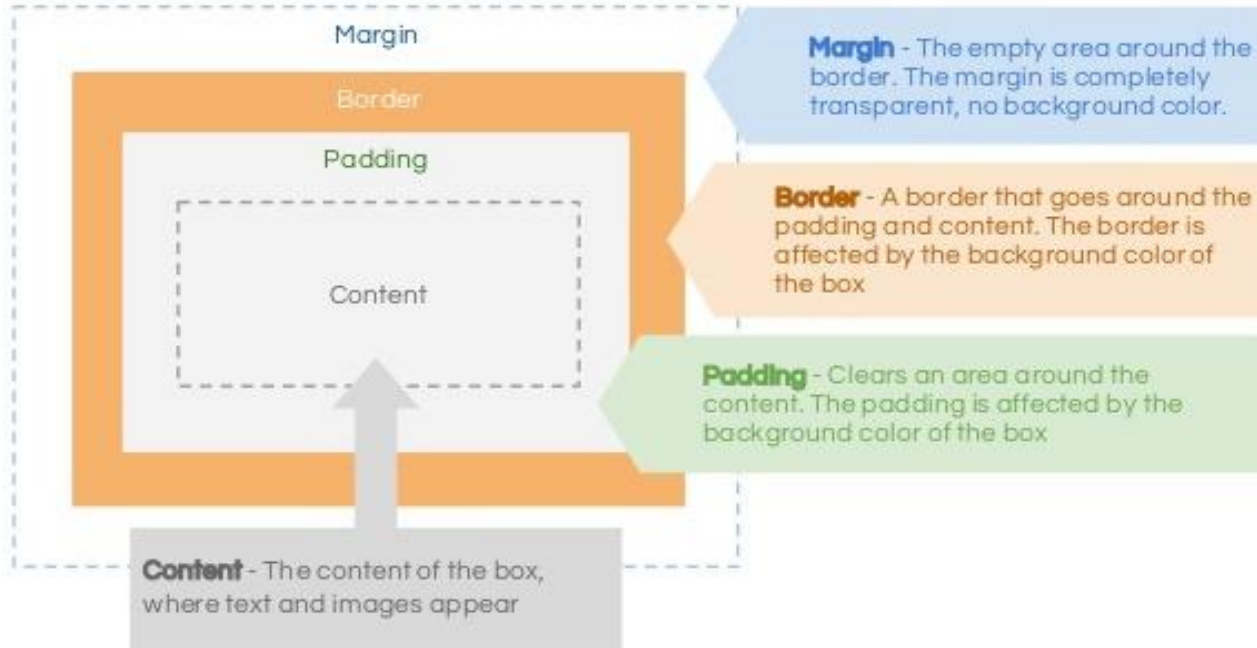 Margin
Border
Padding
Content
Margin - The empty area around the
border. The margin is completely
transparent, no background color.
Border - A border that goes around the
padding and content. The border is
affected by the background color of
the box
Padding - Clears an area around the
content. The padding is affected by the
background color of the box
Content - The content of the box,
where text and images appear